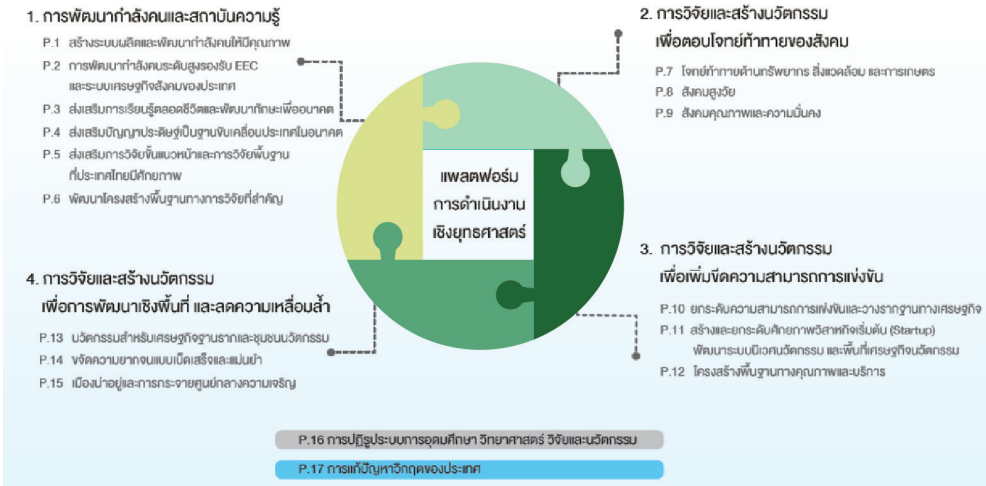 1. การพัฒนากำลังคนและสถาบันความรู้
P.1 สร้างระบบผลิตและพัฒนากำลังคนให้มีคุณภาพ
P.2 การพัฒนากำลังคนระดับสูงรองรับ EEC
และระบบเศรษฐกิจสังคมของประเทศ
P.3 ส่งเสริมการเรียนรู้ตลอดชีวิตและพัฒนาทักษะเพื่ออนาคต
P.4 ส่งเสริมปัญญาประดิษฐ์เป็นฐานขับเคลื่อนประเทศในอนาคต
P.5 ส่งเสริมการวิจัยขั้นแนวหน้าและการวิจัยพื้นฐาน
ที่ประเทศไทยมีศักยภาพ
P.6 พัฒนาโครงสร้างพื้นฐานทางการวิจัยที่สำคัญ
2. การวิจัยและสร้างนวัตกรรม
เพื่อตอบโจทย์ท้าทายของสังคม
P.7 โจทย์ท้าทายด้านทรัพยากร สิ่งแวดล้อม และการเกษตร
P.8 สังคมสูงวัย
P.9 สังคมคุณภาพและความมั่นคง
แพลตฟอร์ม
การดำเนินงาน
เชิงยุทธศาสตร์
3. การวิจัยและสร้างนวัตกรรม
เพื่อเพิ่มขีดความสามารถการแข่งขัน
P.10 ยกระดับความสามารถการแข่งขันและวางรากฐานทางเศรษฐกิจ
P.11 สร้างและยกระดับศักยภาพวิสาหกิจเริ่มต้น (Startup)
พัฒนาระบบนิเวศนวัตกรรม และพื้นที่เศรษฐกิจนวัตกรรม
P.12 โครงสร้างพื้นฐานทางคุณภาพและบริการ
4. การวิจัยและสร้างนวัตกรรม
เพื่อการพัฒนาเชิงพื้นที่ และลดความเหลื่อมล้ำ
P.13 นวัตกรรมสำหรับเศรษฐกิจฐานรากและชุมชนนวัตกรรม
P.14 ขจัดความยากจนแบบเบ็ดเสร็จและแม่นยำ
P.15 เมืองน่าอยู่และการกระจายศูนย์กลางความเจริญ
P.16 การปฏิรูประบบการอุดมศึกษา วิทยาศาสตร์ วิจัยและนวัตกรรม
P.17 การแก้ปัญหาวิกฤตของประเทศ